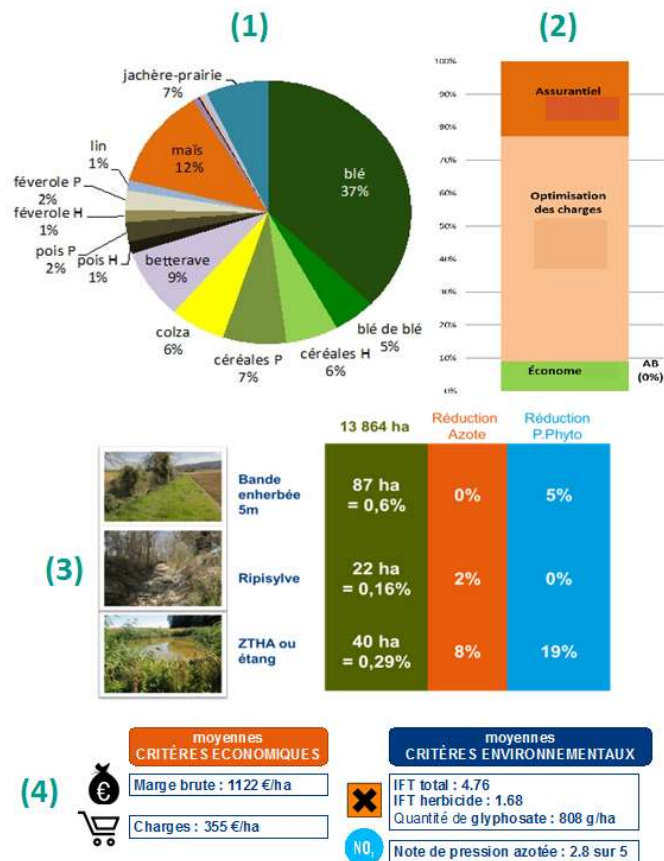 (1)
jachère-prairie
7%
lin
1%
maïs
12%
féverole P
2%
féverole H
1%
pois P
2%
pois H
1%
betterave
9%
colza
6%
céréales P
7%
céréales H
6%
blé de blé
5%
blé
37%
(2)
100%
90%
80%
70%
60%
50%
40%
30%
20%
10%
0%
Assurantiel
Optimisation
des charges
Économe
AB
(0%)
(3)
13 864 ha
Réduction
Azote
Réduction
P.Phyto
Bande
enherbée
5m
87 ha
= 0,6%
0%
5%
Ripisylve
22 ha
= 0,16%
2%
0%
ZTHA ou
étang
40 ha
= 0,29%
8%
19%
(4)
moyennes
CRITÈRES ECONOMIQUES
€
Marge brute : 1122 €/ha
Charges : 355 €/ha
moyennes
CRITÈRES ENVIRONNEMENTAUX
IFT total : 4.76
IFT herbicide : 1.68
Quantité de glyphosate : 808 g/ha
NO,
Note de pression azotée : 2.8 sur 5